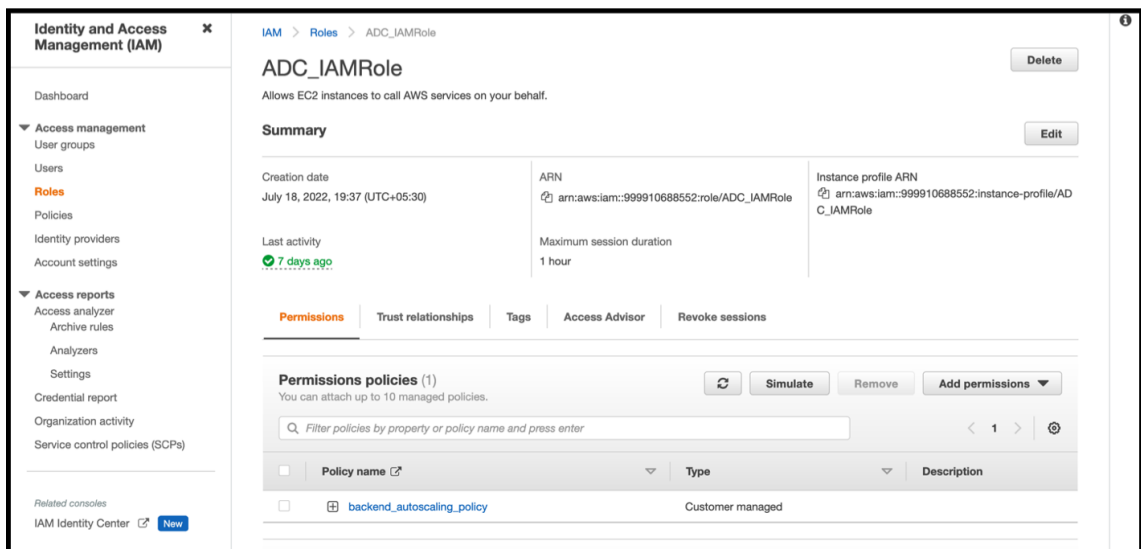 Identity and Access
Management (IAM)
Dashboard
Access management
User groups
Users
Roles
Policies
Identity providers
Account settings
Access reports
Access analyzer
Archive rules
Analyzers
Settings
Credential report
Organization activity
Service control policies (SCPs)
Related consoles
IAM Identity Center New
IAM > Roles > ADC_IAMRole
ADC_IAMRole
Delete
Allows EC2 instances to call AWS services on your behalf.
Summary
Edit
Creation date
July 18, 2022, 19:37 (UTC+05:30)
ARN
arn:aws:iam::999910688552:role/ADC_IAMRole
Instance profile ARN
arn:aws:iam::999910688552:instance-profile/AD
C_IAMRole
Last activity
7 days ago
Maximum session duration
1 hour
Permissions Trust relationships Tags Access Advisor Revoke sessions
Permissions policies (1)
You can attach up to 10 managed policies.
Simulate Remove Add permissions
Filter policies by property or policy name and press enter
< 1 >
Policy name Type Description
backend_autoscaling_policy Customer managed